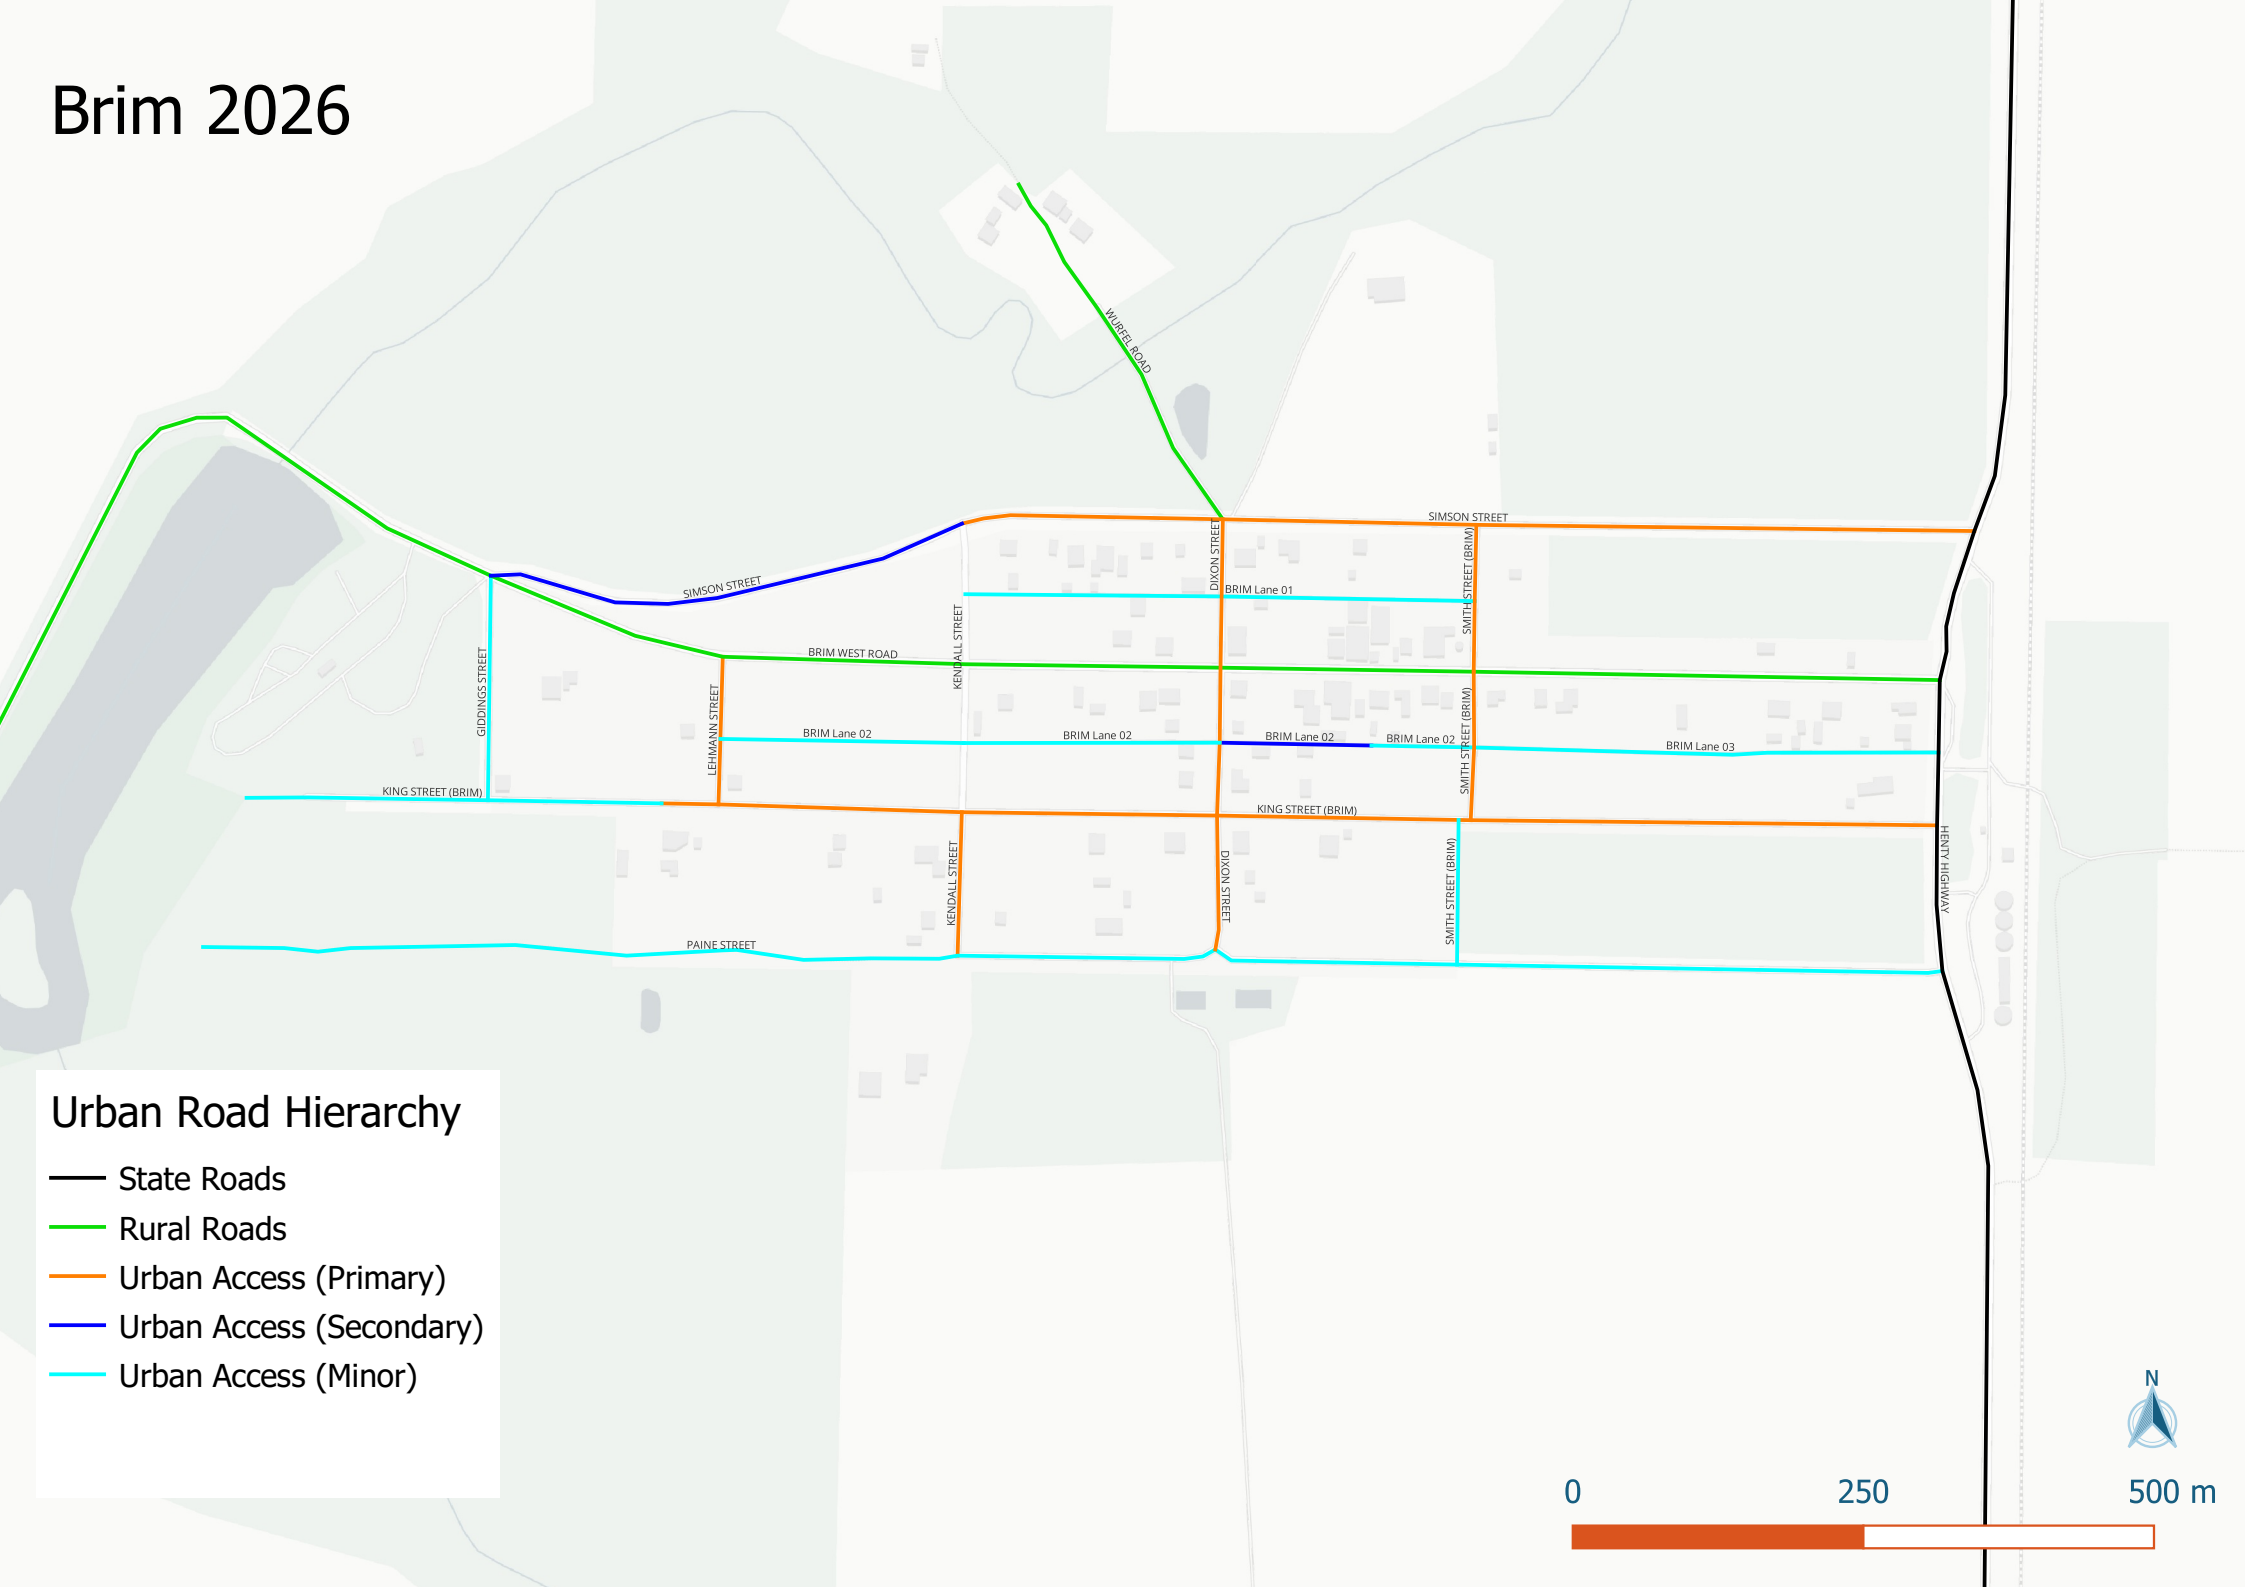 Brim 2026
WURFEL ROAD
SIMSON STREET
DIXON STREET
SMITH STREET (BRIM)
SIMSON STREET
BRIM Lane 01
KENDALL STREET
GIDDINGS STREET
BRIM WEST ROAD
LEHMANN STREET
SMITH STREET (BRIM)
BRIM Lane 02
BRIM Lane 02
BRIM Lane 02
BRIM Lane 02
BRIM Lane 03
KING STREET (BRIM)
KING STREET (BRIM)
KENDALL STREET
DIXON STREET
SMITH STREET (BRIM)
HENTY HIGHWAY
PAINE STREET
Urban Road Hierarchy
State Roads
Rural Roads
Urban Access (Primary)
Urban Access (Secondary)
Urban Access (Minor)
N
0 250 500 m